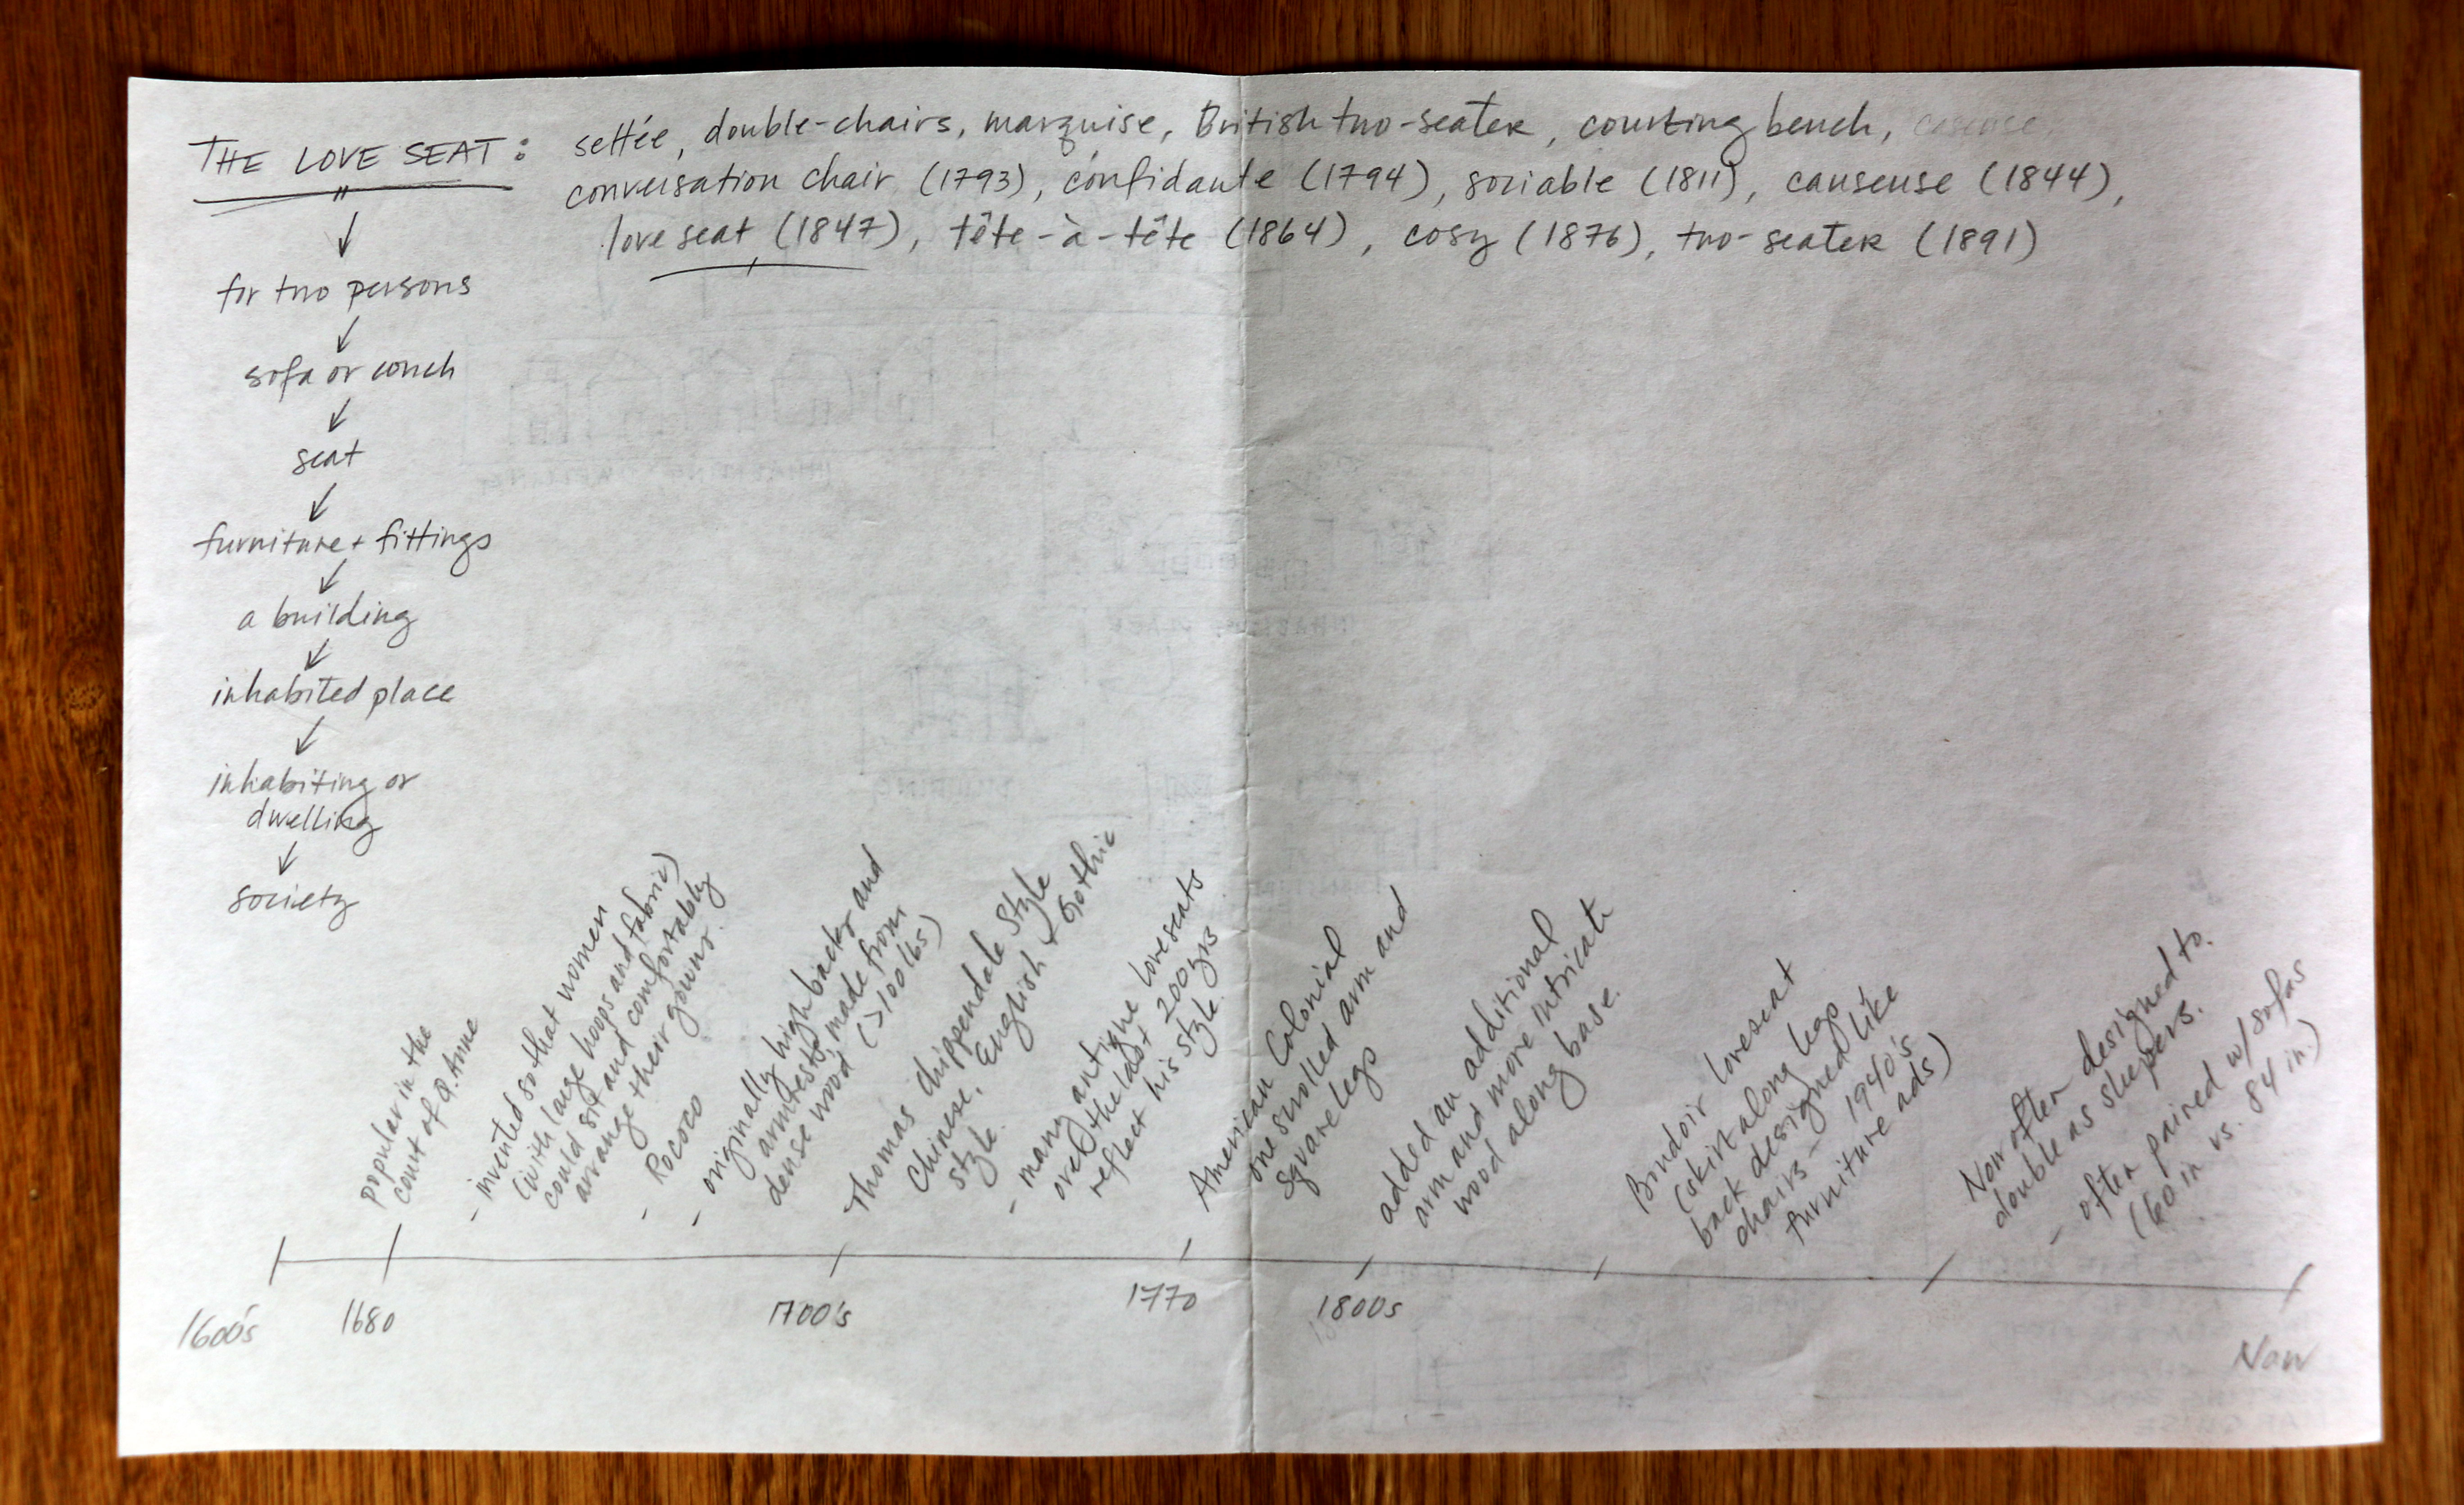 THE LOVE SEAT: settée, double-chairs, marquise, British two-seater, courting bench,
conversation chair (1793), confidante (1794), sociable (1811), causeuse (1844),
love seat (1847), tête-à-tête (1864), cosy (1876), two-seater (1891)
for two persons
sofa or couch
seat
furniture + fittings
a building
inhabited place
inhabiting or
dwelling
society
popular in the
court of Q. Anne
- invented so that women
(with large hoops and fabric)
could sit and comfortably
arrange their gowns.
- Rococo
- originally high backs and
armrests, made from
dense wood (>100 lbs)
Thomas Chippendale Style
Chinese, English + Gothic
style.
- many antique loveseats
over the last 200 yrs
reflect his style.
American Colonial
one scrolled arm and
square legs
added an additional
arm and more intricate
wood along base.
Boudoir loveseat
(skirt along legs
back designed like
chairs - 1940's
furniture ads)
Now often designed to
double as sleepers.
- often paired w/ sofas
(60 in vs. 84 in.)
1600's
1680
1700's
1770
1800s
Now